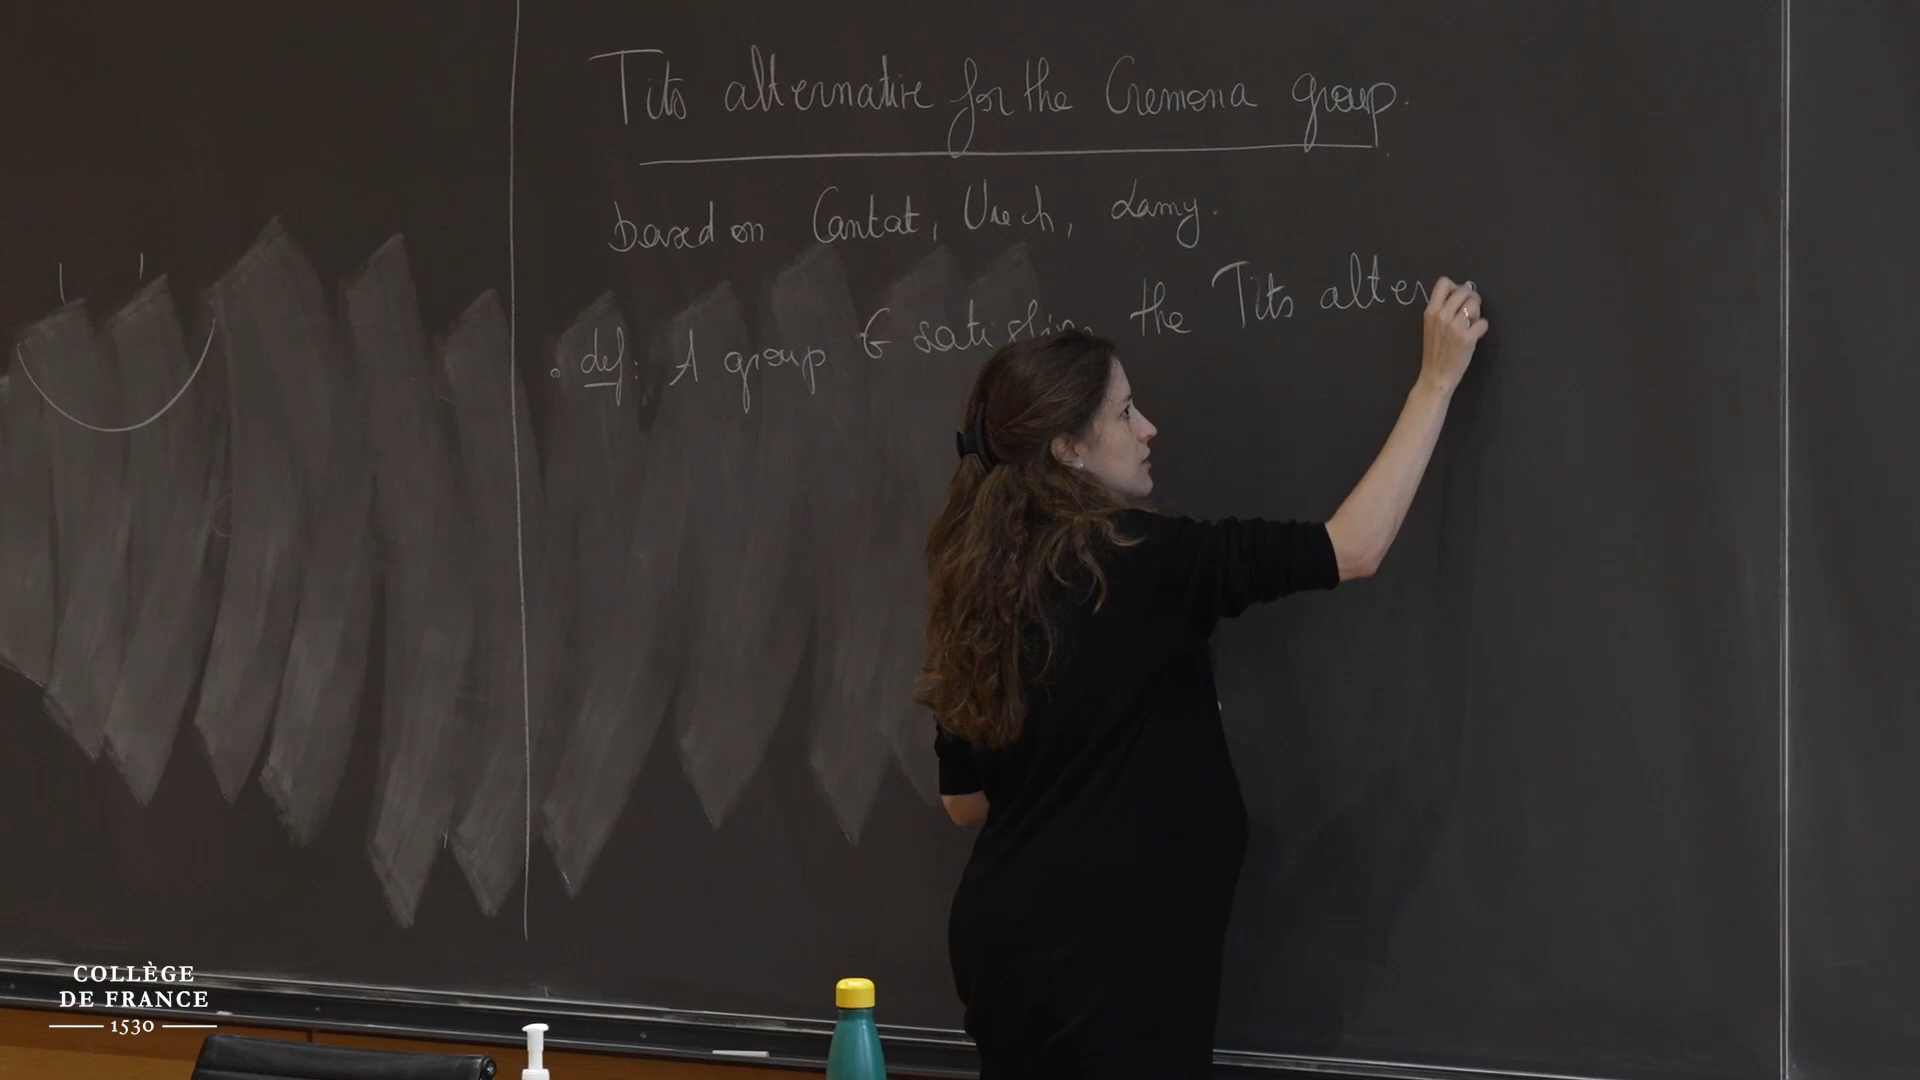 Tits alternative for the Cremona group.
based on Cantat, Urech, Lamy.
def: A group G satisfies the Tits altern
COLLÈGE
DE FRANCE
1530